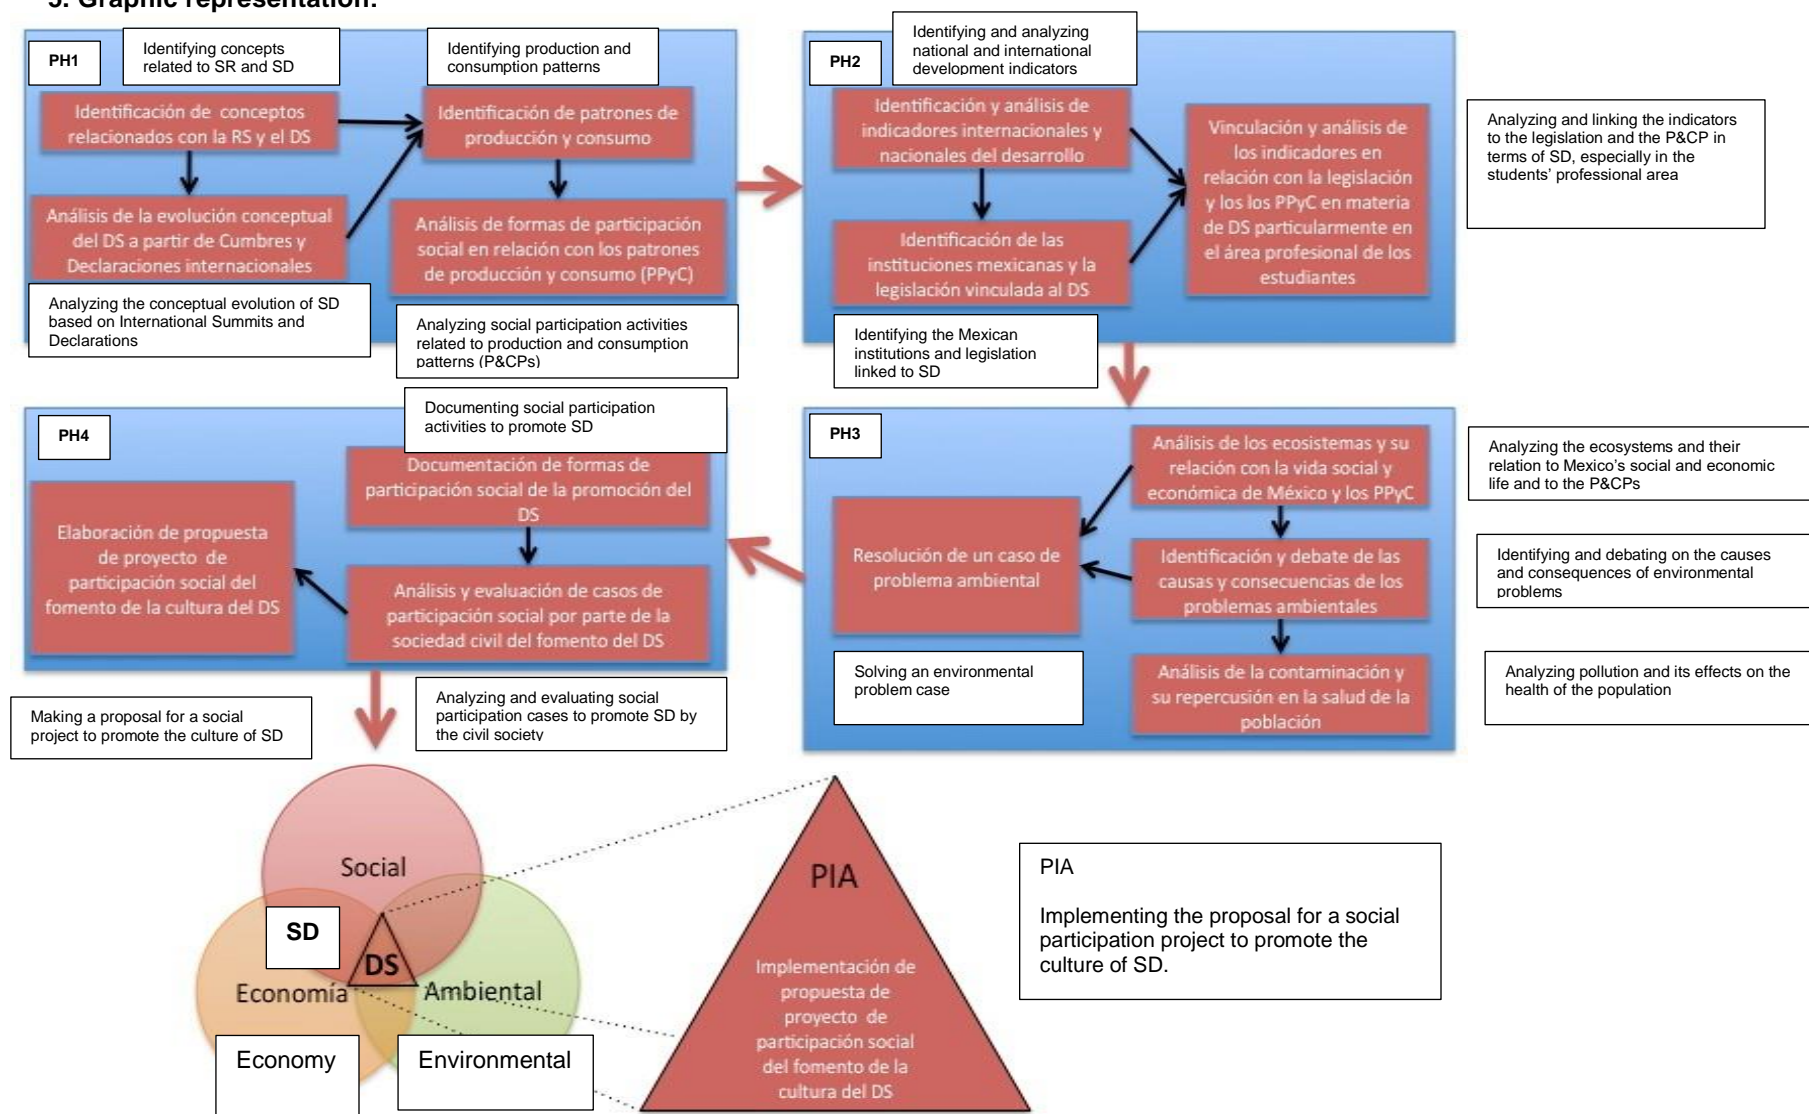 5. Graphic representation:
PH1
Identifying concepts
related to SR and SD
Identifying production and
consumption patterns
Identificación de conceptos
relacionados con la RS y el DS
Identificación de patrones de
producción y consumo
Análisis de la evolución conceptual
del DS a partir de Cumbres y
Declaraciones internacionales
Análisis de formas de participación
social en relación con los patrones
de producción y consumo (PPyC)
Analyzing the conceptual evolution of SD
based on International Summits and
Declarations
Analyzing social participation activities
related to production and consumption
patterns (P&CPs)
PH2
Identifying and analyzing
national and international
development indicators
Identificación y análisis de
indicadores internacionales y
nacionales del desarrollo
Vinculación y análisis de
los indicadores en
relación con la legislación
y los los PPyC en materia
de DS particularmente en
el área profesional de los
estudiantes
Identificación de las
instituciones mexicanas y la
legislación vinculada al DS
Identifying the Mexican
institutions and legislation
linked to SD
Analyzing and linking the indicators
to the legislation and the P&CP in
terms of SD, especially in the
students’ professional area
PH4
Documenting social participation
activities to promote SD
Documentación de formas de
participación social de la promoción del
DS
Elaboración de propuesta
de proyecto de
participación social del
fomento de la cultura del DS
Análisis y evaluación de casos de
participación social por parte de la
sociedad civil del fomento del DS
Making a proposal for a social
project to promote the culture of SD
Analyzing and evaluating social
participation cases to promote SD by
the civil society
PH3
Análisis de los ecosistemas y su
relación con la vida social y
económica de México y los PPyC
Resolución de un caso de
problema ambiental
Identificación y debate de las
causas y consecuencias de los
problemas ambientales
Solving an environmental
problem case
Análisis de la contaminación y
su repercusión en la salud de la
población
Analyzing the ecosystems and their
relation to Mexico’s social and economic
life and to the P&CPs
Identifying and debating on the causes
and consequences of environmental
problems
Analyzing pollution and its effects on the
health of the population
Social
SD
DS
Economía
Ambiental
Economy
Environmental
PIA
Implementación de
propuesta de
proyecto de
participación social
del fomento de la
cultura del DS
PIA
Implementing the proposal for a social
participation project to promote the
culture of SD.